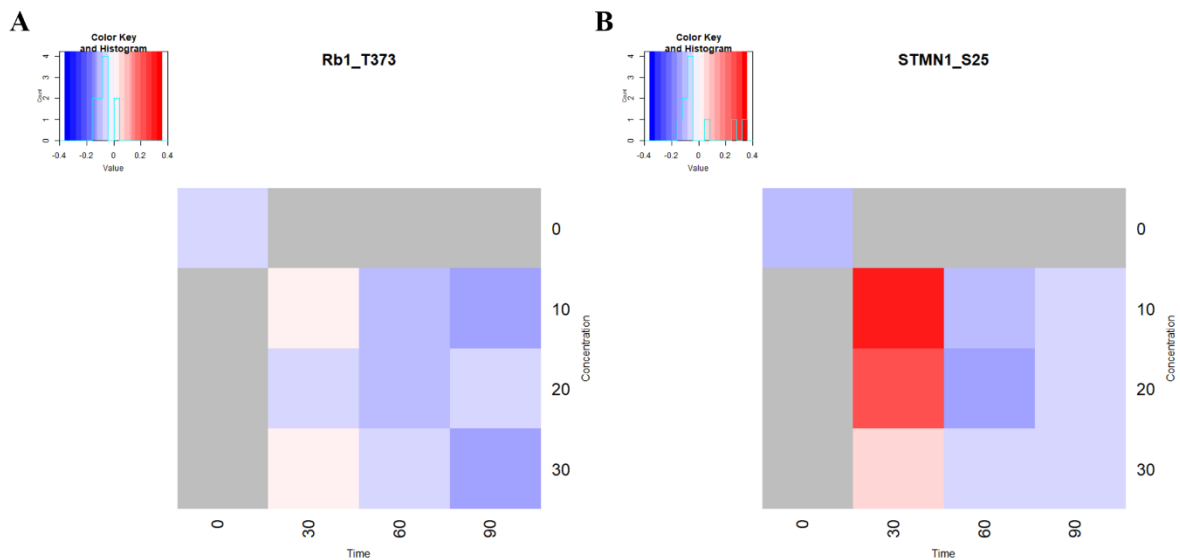 A
Color Key
and Histogram
Rb1_T373
Count
0 1 2 3 4
-0.4 -0.2 0 0.2 0.4
Value
0
10
20
30
Concentration
0 30 60 90
Time
B
Color Key
and Histogram
STMN1_S25
Count
0 1 2 3 4
-0.4 -0.2 0 0.2 0.4
Value
0
10
20
30
Concentration
0 30 60 90
Time